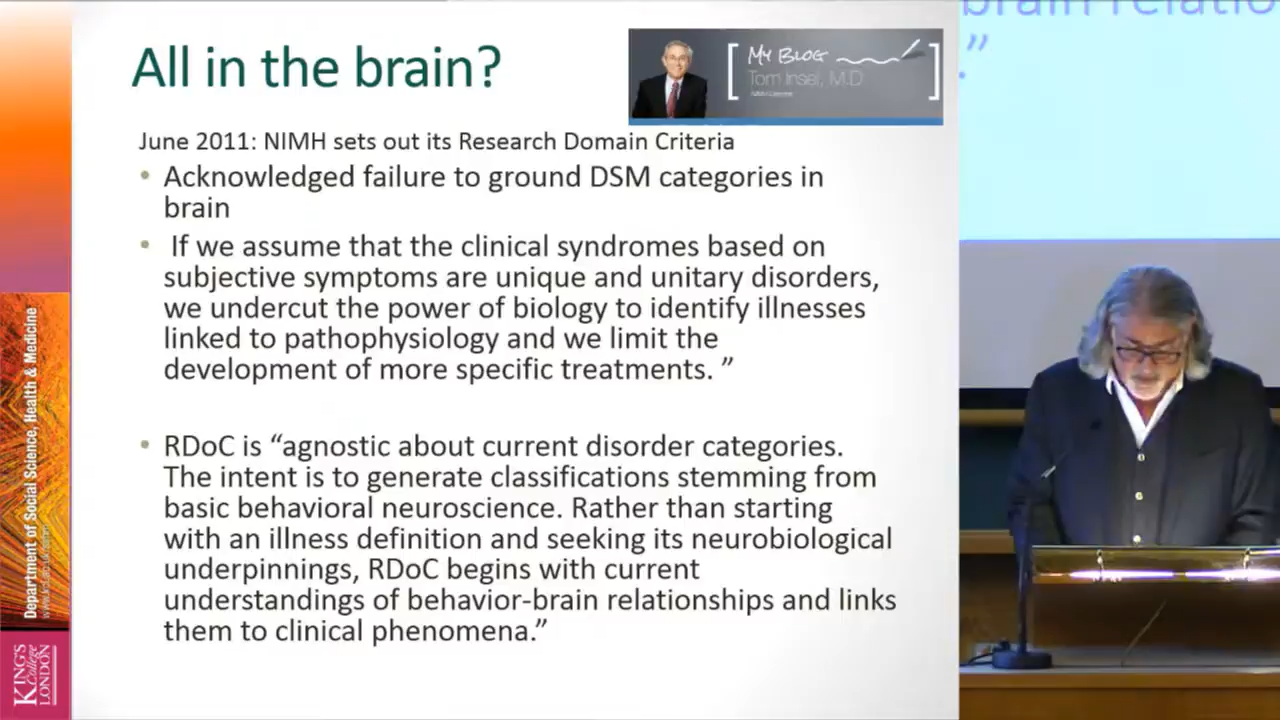 All in the brain?
[ My Blog ]
Tom Insel, M.D
June 2011: NIMH sets out its Research Domain Criteria
• Acknowledged failure to ground DSM categories in
brain
• If we assume that the clinical syndromes based on
subjective symptoms are unique and unitary disorders,
we undercut the power of biology to identify illnesses
linked to pathophysiology and we limit the
development of more specific treatments. ”
• RDoC is “agnostic about current disorder categories.
The intent is to generate classifications stemming from
basic behavioral neuroscience. Rather than starting
with an illness definition and seeking its neurobiological
underpinnings, RDoC begins with current
understandings of behavior-brain relationships and links
them to clinical phenomena.”
Department of Social Science, Health & Medicine
KING'S
College
LONDON
brain relatio
.”